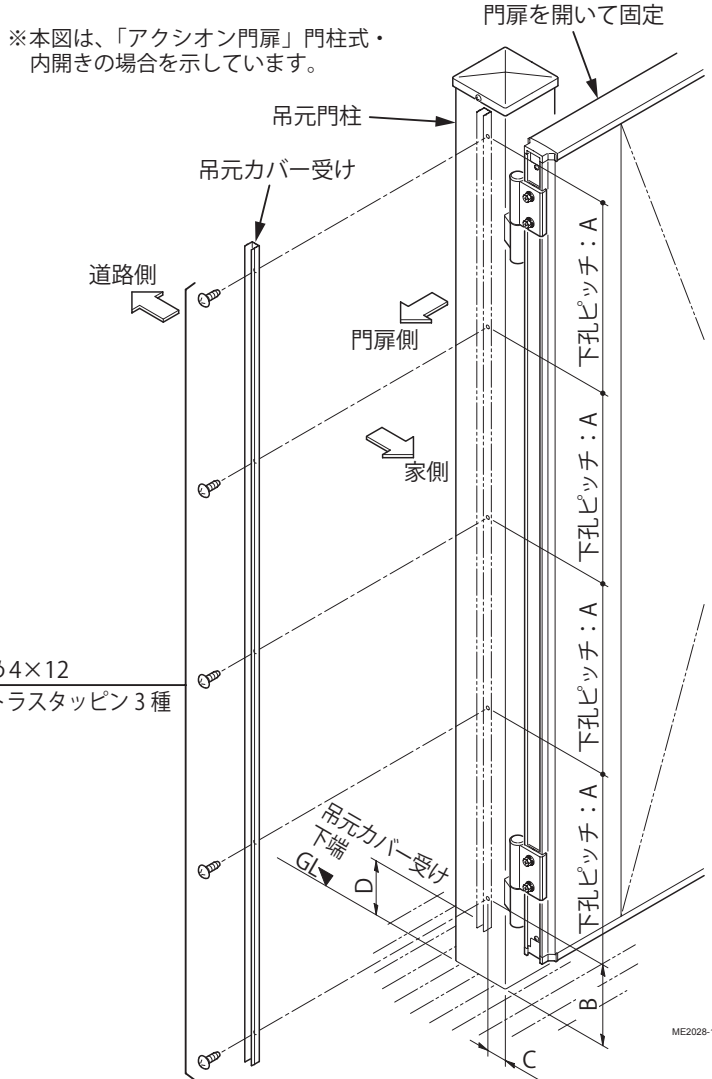 ※本図は、「アクシオン門扉」門柱式・
内開きの場合を示しています。
門扉を開いて固定
吊元門柱
吊元カバー受け
道路側
門扉側
家側
下孔ピッチ：A
下孔ピッチ：A
下孔ピッチ：A
下孔ピッチ：A
4×12
トラスタッピン3種
吊元カバー受け
下端
GL
D
B
C
ME2028-